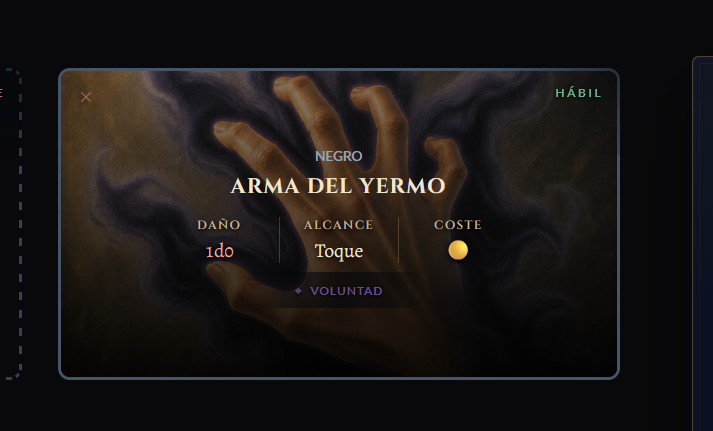 HÁBIL
NEGRO
ARMA DEL YERMO
DAÑO
ALCANCE
COSTE
1d0
Toque
VOLUNTAD